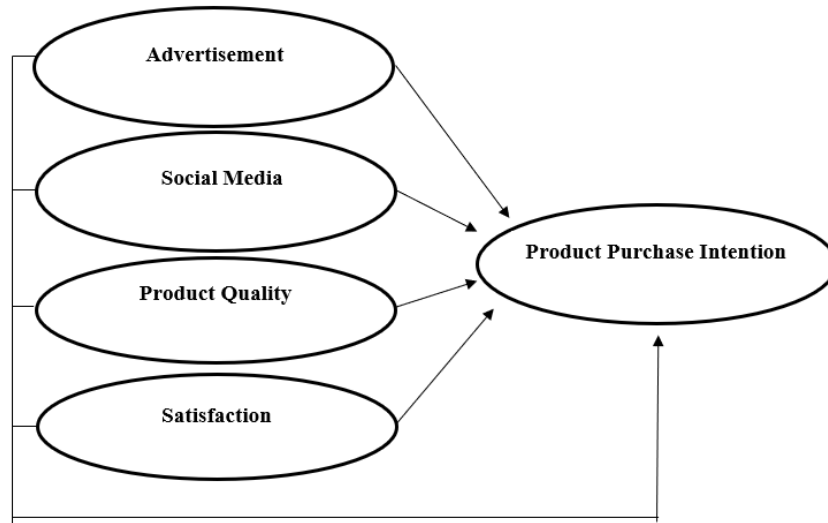 Advertisement
Social Media
Product Purchase Intention
Product Quality
Satisfaction